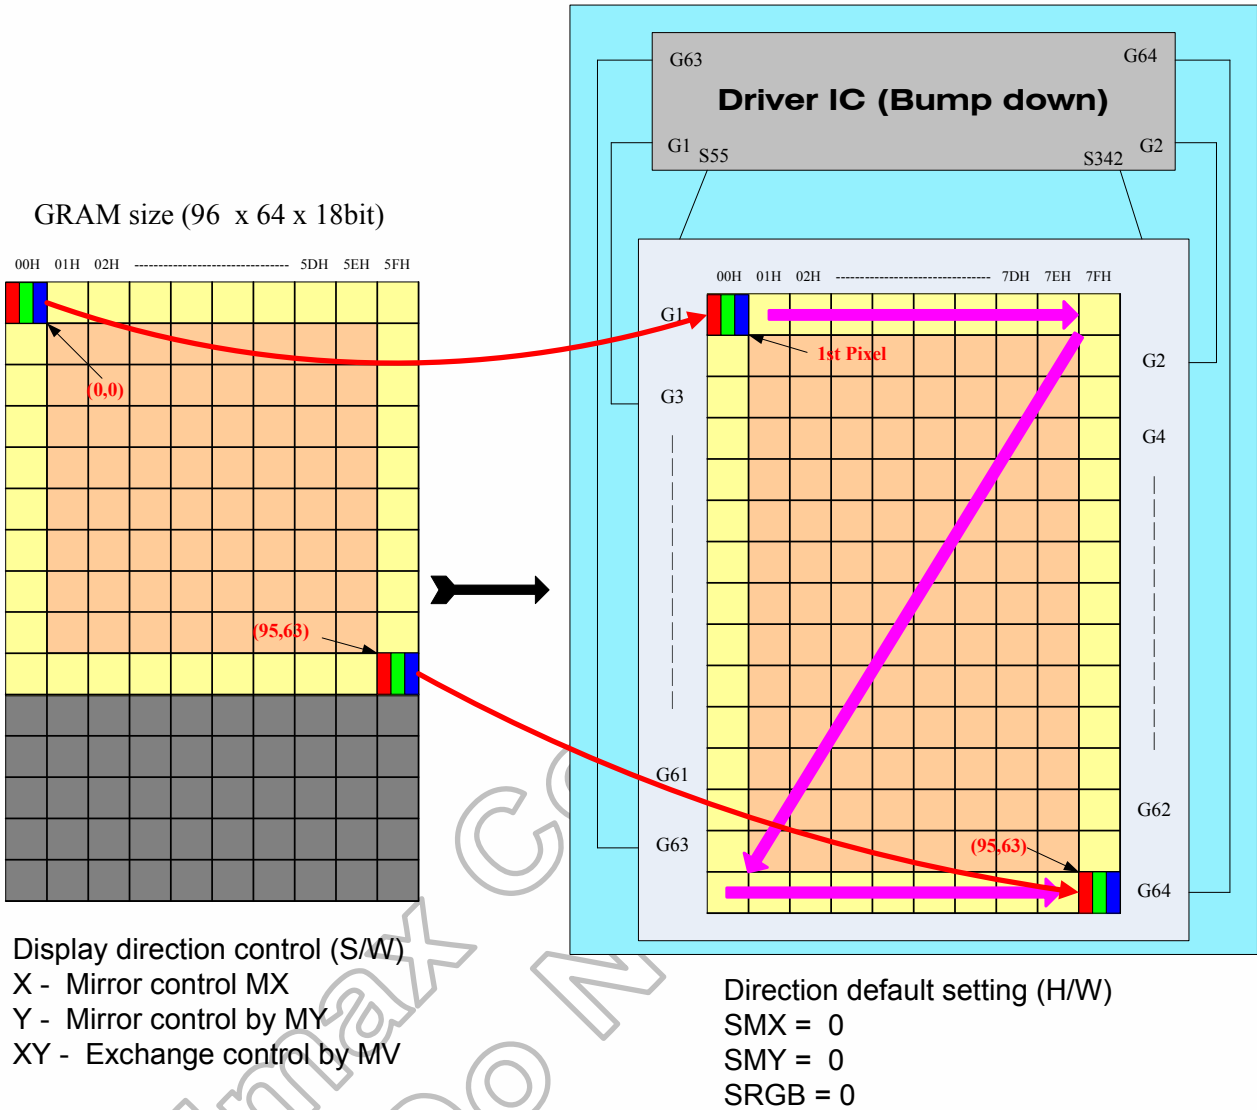 G63
G64
Driver IC (Bump down)
G1
S55
S342
G2
GRAM size (96 x 64 x 18bit)
00H 01H 02H -------------------------------- 5DH 5EH 5FH
00H 01H 02H -------------------------------- 7DH 7EH 7FH
G1
1st Pixel
G2
(0,0)
G3
G4
(95,63)
G61
G62
G63
(95,63)
G64
Display direction control (S/W)
X - Mirror control MX
Y - Mirror control by MY
XY - Exchange control by MV
Direction default setting (H/W)
SMX = 0
SMY = 0
SRGB = 0